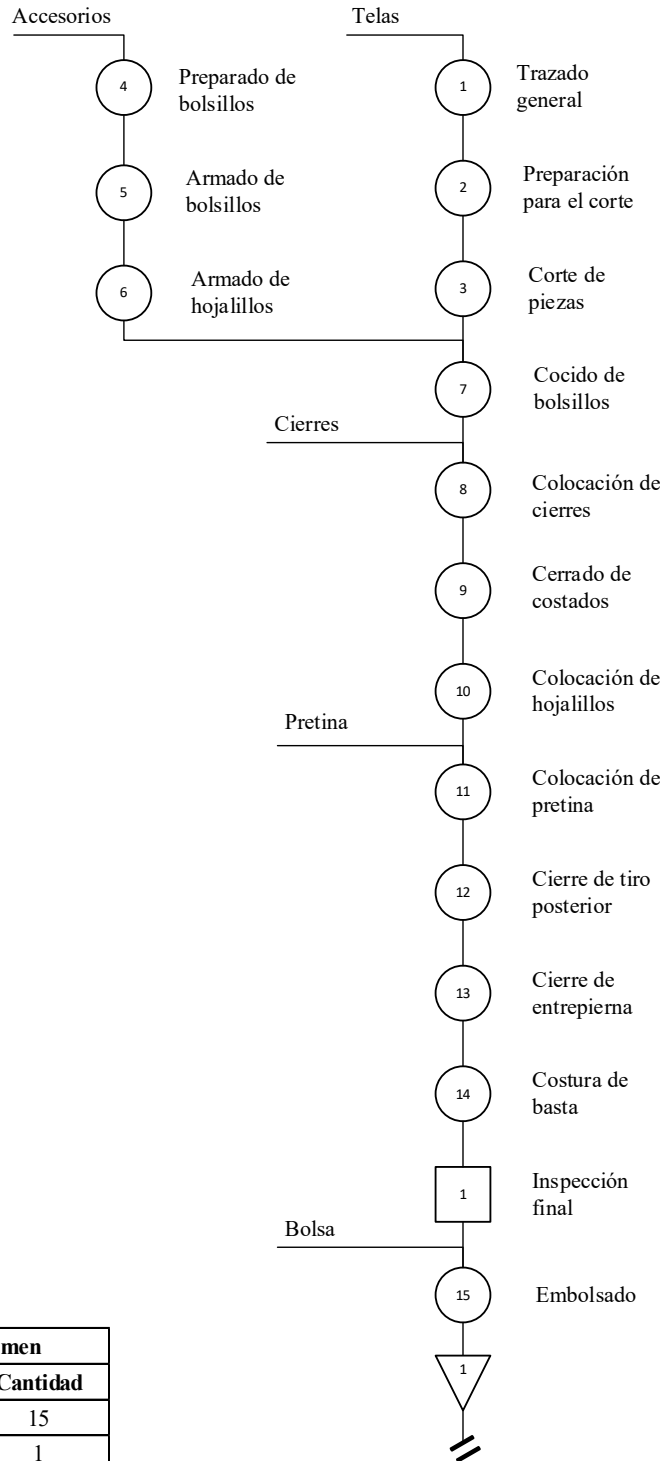 Accesorios
Telas
4
Preparado de
bolsillos
1
Trazado
general
5
Armado de
bolsillos
2
Preparación
para el corte
6
Armado de
hojalillos
3
Corte de
piezas
7
Cocido de
bolsillos
Cierres
8
Colocación de
cierres
9
Cerrado de
costados
10
Colocación de
hojalillos
Pretina
11
Colocación de
pretina
12
Cierre de tiro
posterior
13
Cierre de
entrepierna
14
Costura de
basta
1
Inspección
final
Bolsa
15
Embolsado
1
men
Cantidad
15
1